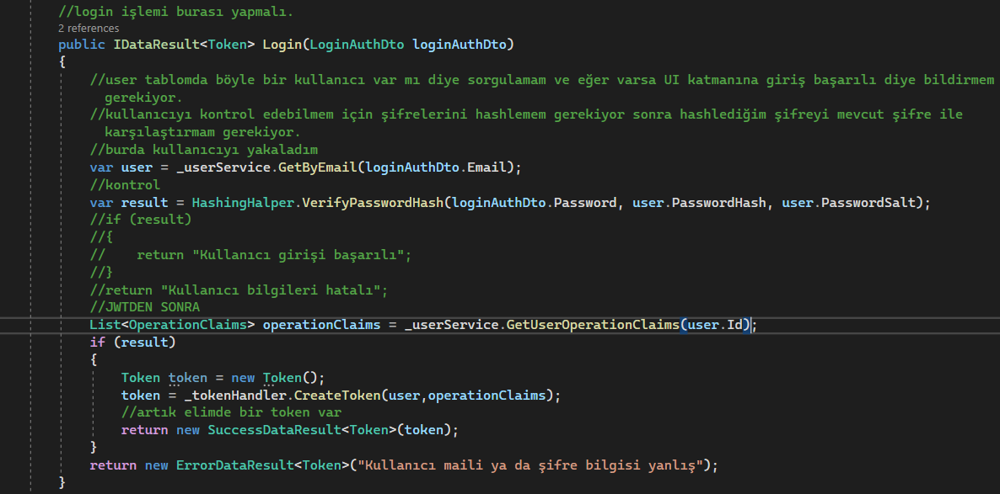 //login işlemi burası yapmalı.
2 references
public IDataResult<Token> Login(LoginAuthDto loginAuthDto)
{
//user tablomda böyle bir kullanıcı var mı diye sorgulamam ve eğer varsa UI katmanına giriş başarılı diye bildirmem
gerekiyor.
//kullanıcıyı kontrol edebilmem için şifrelerini hashlemem gerekiyor sonra hashlediğim şifreyi mevcut şifre ile
karşılaştırmam gerekiyor.
//burda kullanıcıyı yakaladım
var user = _userService.GetByEmail(loginAuthDto.Email);
//kontrol
var result = HashingHalper.VerifyPasswordHash(loginAuthDto.Password, user.PasswordHash, user.PasswordSalt);
//if (result)
//{
//    return "Kullanıcı girişi başarılı";
//}
//return "Kullanıcı bilgileri hatalı";
//JWTDEN SONRA
List<OperationClaims> operationClaims = _userService.GetUserOperationClaims(user.Id);
if (result)
{
Token token = new Token();
token = _tokenHandler.CreateToken(user,operationClaims);
//artık elimde bir token var
return new SuccessDataResult<Token>(token);
}
return new ErrorDataResult<Token>("Kullanıcı maili ya da şifre bilgisi yanlış");
}